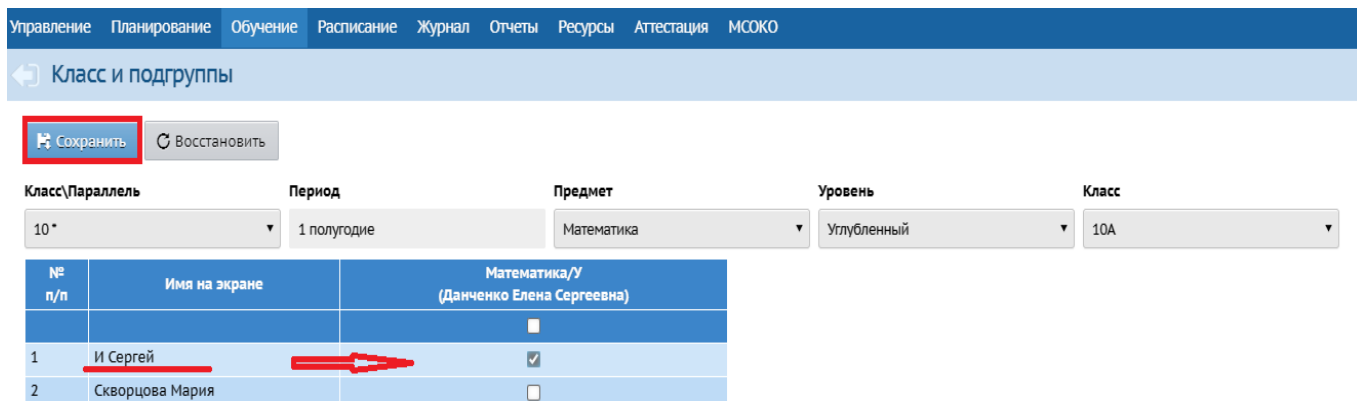 Управление Планирование Обучение Расписание Журнал Отчеты Ресурсы Аттестация МСОКО
Класс и подгруппы
Сохранить Восстановить
Класс\Параллель Период Предмет Уровень Класс
10* 1 полугодие Математика Углубленный 10А
№ п/п Имя на экране Математика/У
(Данченко Елена Сергеевна)
1 И Сергей
2 Скворцова Мария